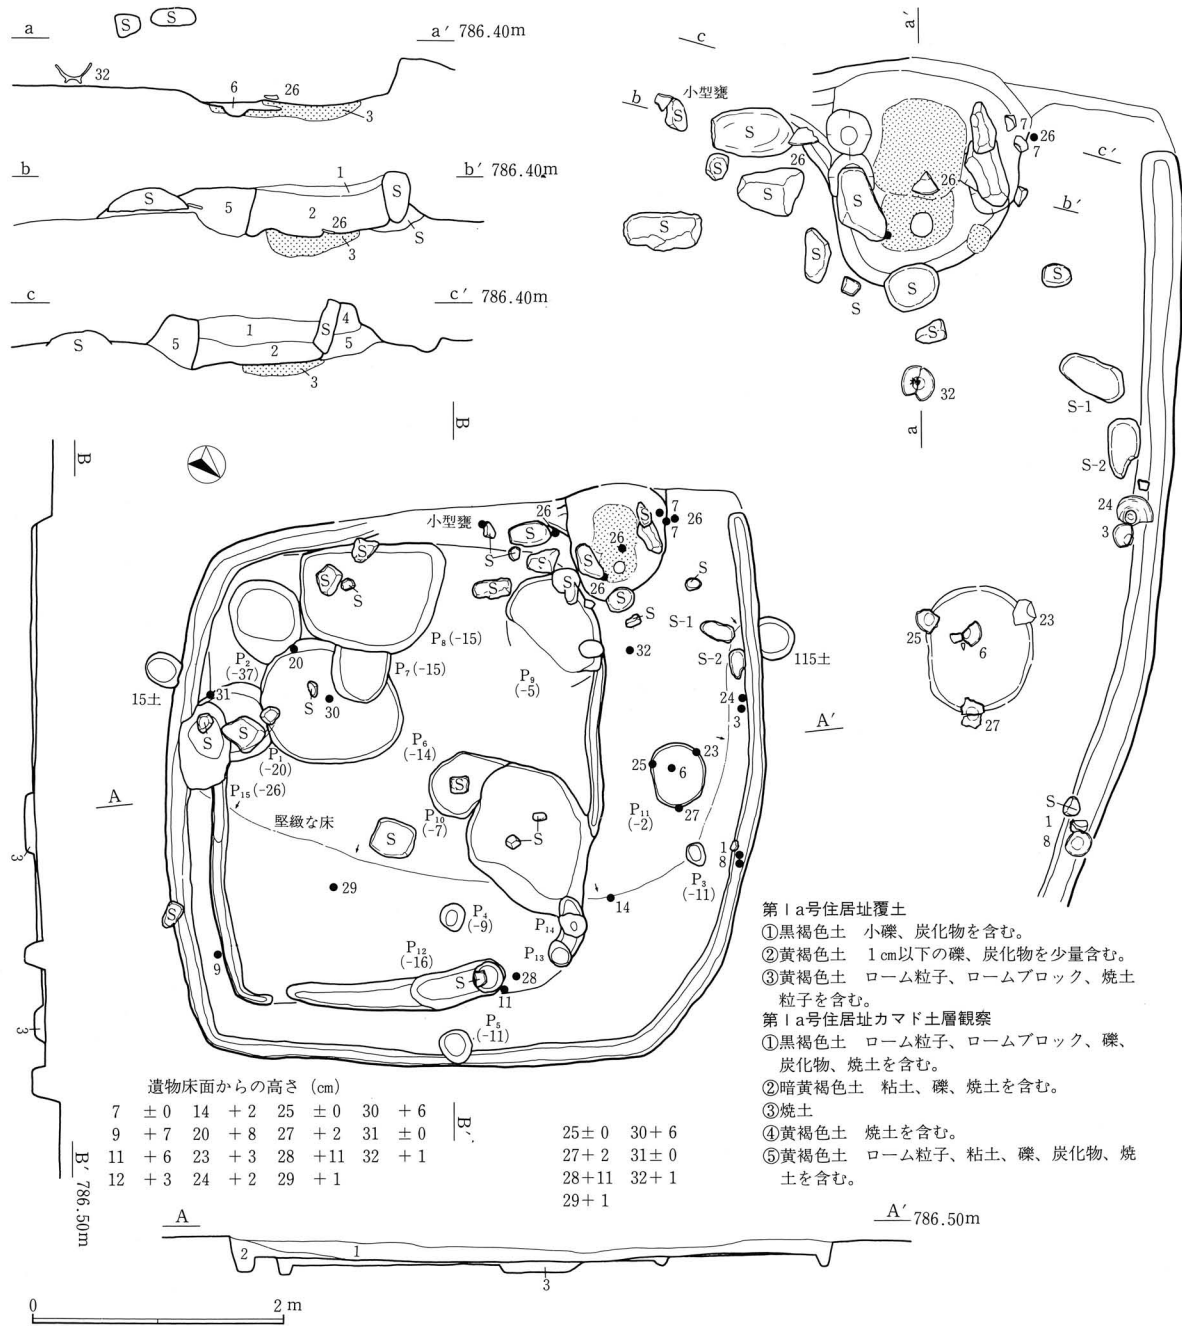 a
a′ 786.40m
S
S
32
6
26
3
b
b′ 786.40m
1
S
5
2
26
3
S
S
c
c′ 786.40m
S
5
1
2
S
4
5
3
a′
c
b
小型甕
S
S
S
S
26
S
S
S
S
S
S
26
7
26
7
c′
b′
S
32
a
S-1
S-2
24
3
25
6
23
27
S
1
8
B
B
小型甕
26
7
26
7
26
26
S
S
S
S
S
S
S
S
S
P₈(-15)
P₇(-15)
P₂
(-37)
20
15土
31
S
30
P₁
(-20)
P₆
(-14)
P₉
(-5)
32
S-1
S-2
115土
24
3
A
A′
P₁₅(-26)
堅緻な床
P₁₀
(-7)
S
S
S
25
23
6
27
P₁₁
(-2)
P₃
(-11)
1
8
14
29
P₄
(-9)
P₁₄
P₁₃
P₁₂
(-16)
S
28
11
9
S
P₅
(-11)
3
3
B′ 786.50m
B′
遺物床面からの高さ (cm)
7 ±0 14 +2 25 ±0 30 +6
9 +7 20 +8 27 +2 31 ±0
11 +6 23 +3 28 +11 32 +1
12 +3 24 +2 29 +1
25±0 30+6
27+2 31±0
28+11 32+1
29+1
第1a号住居址覆土
①黒褐色土 小礫、炭化物を含む。
②黄褐色土 1cm以下の礫、炭化物を少量含む。
③黄褐色土 ローム粒子、ロームブロック、焼土
粒子を含む。
第1a号住居址カマド土層観察
①黒褐色土 ローム粒子、ロームブロック、礫、
炭化物、焼土を含む。
②暗黄褐色土 粘土、礫、焼土を含む。
③焼土
④黄褐色土 焼土を含む。
⑤黄褐色土 ローム粒子、粘土、礫、炭化物、焼
土を含む。
A
A′ 786.50m
2
1
3
0 2m